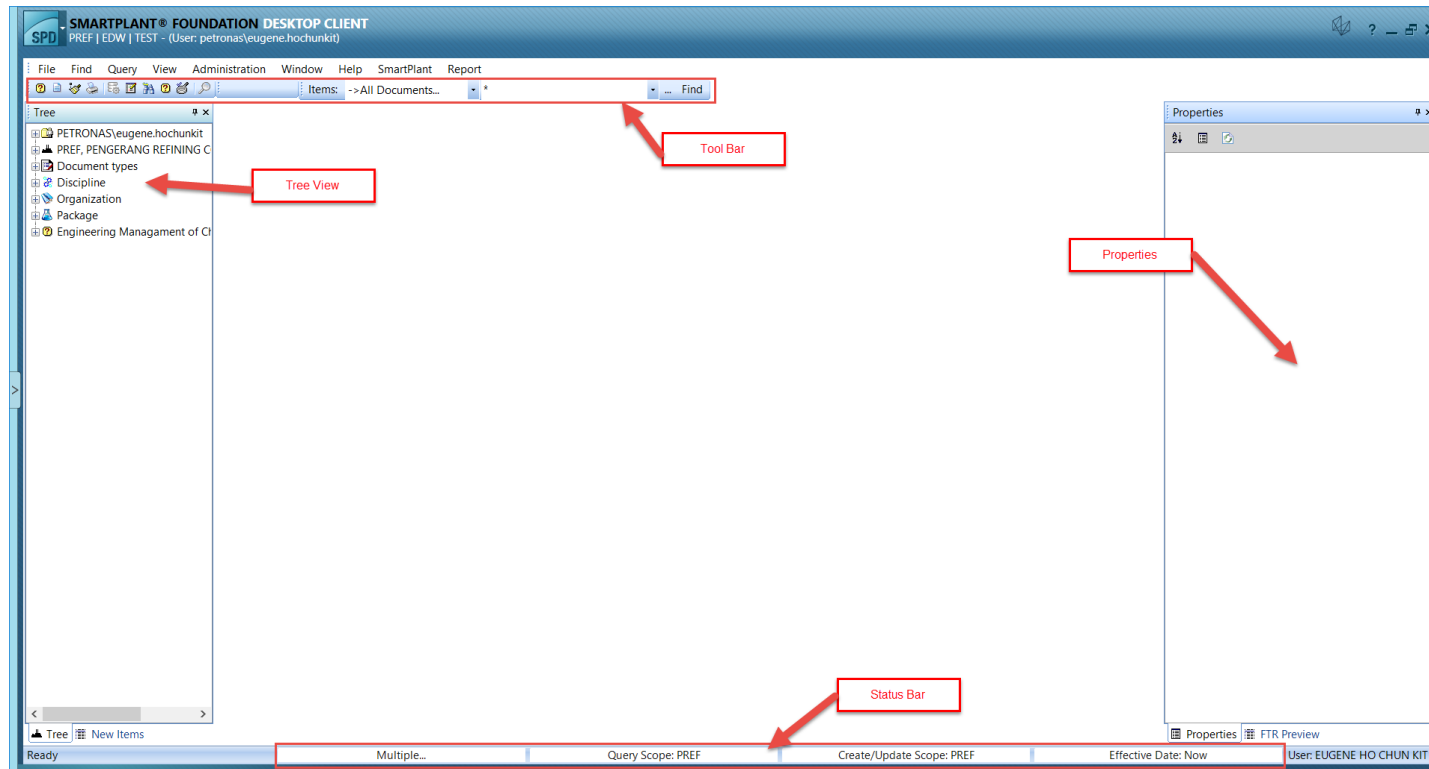 SMARTPLANT® FOUNDATION DESKTOP CLIENT
SPD
PREF | EDW | TEST - (User: petronas\eugene.hochunkit)
File Find Query View Administration Window Help SmartPlant Report
Items: ->All Documents... * ... Find
Tree
Properties
PETRONAS\eugene.hochunkit
PREF, PENGERANG REFINING C
Document types
Discipline
Organization
Package
Engineering Managament of Ch
Tool Bar
Tree View
Properties
Status Bar
Tree New Items
Properties FTR Preview
Ready Multiple... Query Scope: PREF Create/Update Scope: PREF Effective Date: Now User: EUGENE HO CHUN KIT